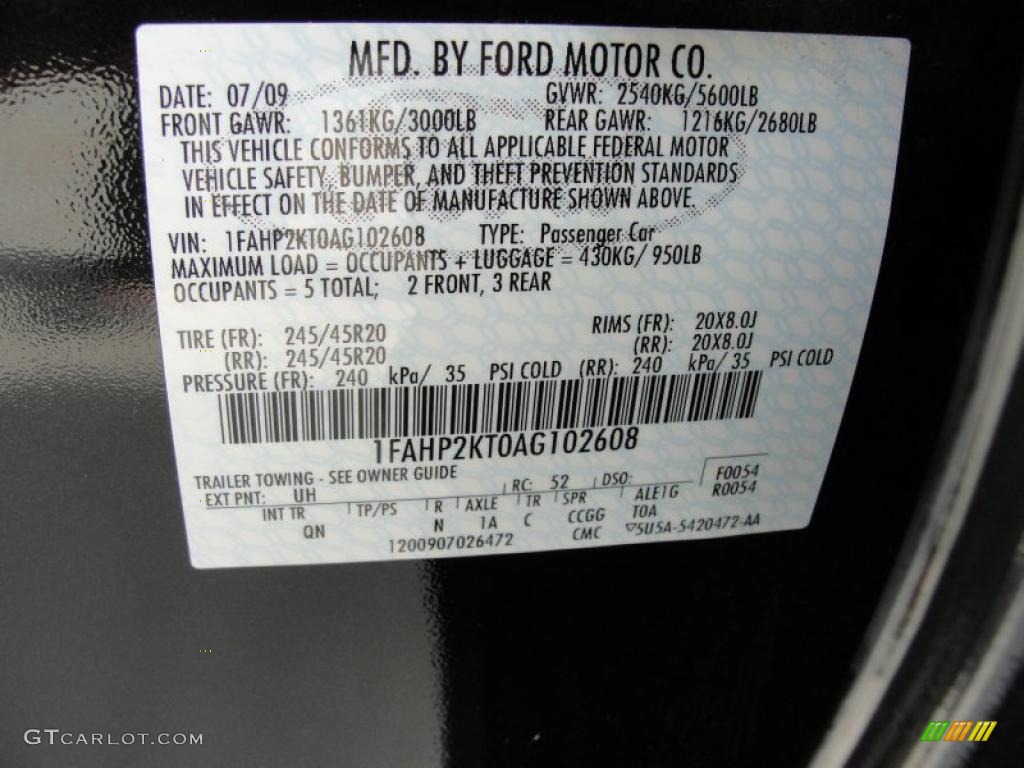 MFD. BY FORD MOTOR CO.
DATE: 07/09 GVWR: 2540KG/5600LB
FRONT GAWR: 1361KG/3000LB REAR GAWR: 1216KG/2680LB
THIS VEHICLE CONFORMS TO ALL APPLICABLE FEDERAL MOTOR
VEHICLE SAFETY, BUMPER, AND THEFT PREVENTION STANDARDS
IN EFFECT ON THE DATE OF MANUFACTURE SHOWN ABOVE.
VIN: 1FAHP2KT0AG102608 TYPE: Passenger Car
MAXIMUM LOAD = OCCUPANTS + LUGGAGE = 430KG/ 950LB
OCCUPANTS = 5 TOTAL; 2 FRONT, 3 REAR
TIRE (FR): 245/45R20 RIMS (FR): 20X8.0J
(RR): 245/45R20 (RR): 20X8.0J
PRESSURE (FR): 240 kPa/ 35 PSI COLD (RR): 240 kPa/ 35 PSI COLD
1FAHP2KT0AG102608
TRAILER TOWING - SEE OWNER GUIDE
EXT PNT: UH RC: 52 DSO: F0054
R0054
INT TR TP/PS R AXLE TR SPR ALE1G
QN N 1A C CCGG T0A
1200907026472 CMC 5U5A-5420472-AA
GTCARLOT.COM